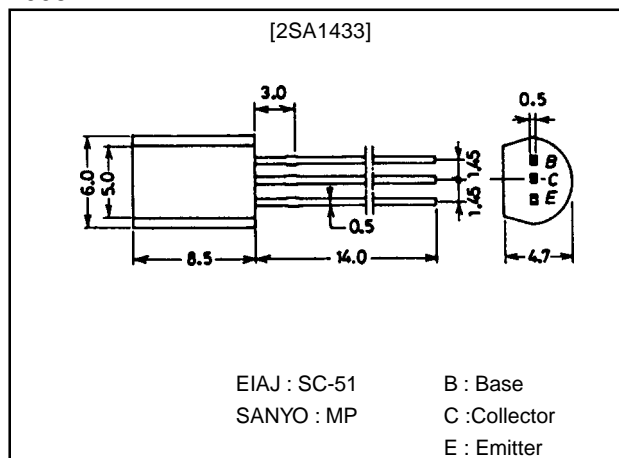 [2SA1433]
3.0
0.5
6.0
5.0
1.45
1.45
B
C
E
0.5
8.5
14.0
4.7
EIAJ : SC-51
B : Base
SANYO : MP
C :Collector
E : Emitter